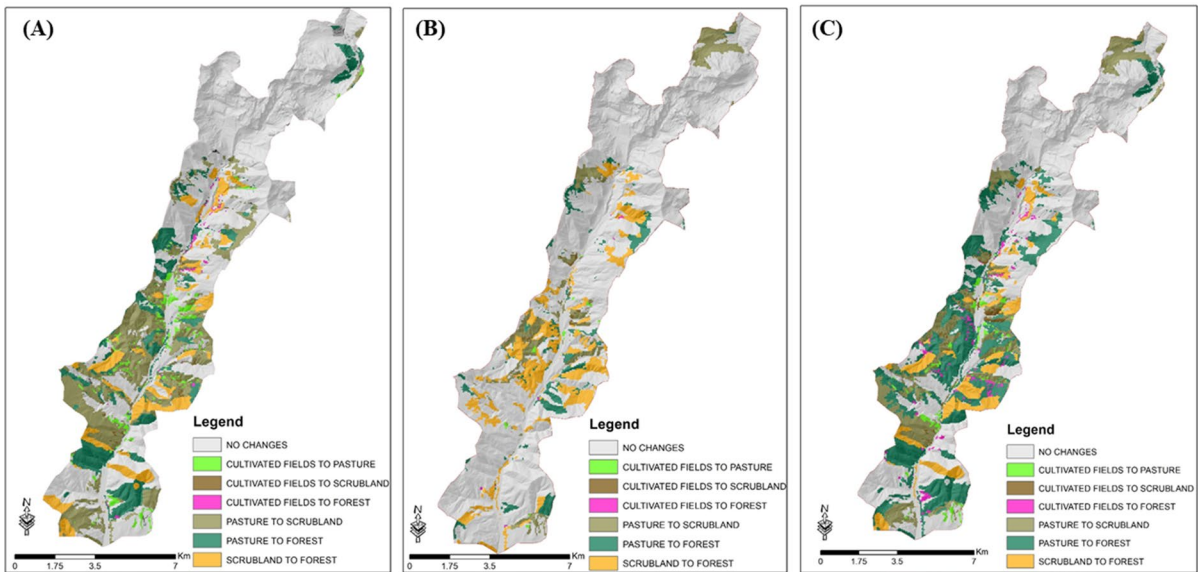 (A)
Legend
NO CHANGES
CULTIVATED FIELDS TO PASTURE
CULTIVATED FIELDS TO SCRUBLAND
CULTIVATED FIELDS TO FOREST
PASTURE TO SCRUBLAND
PASTURE TO FOREST
SCRUBLAND TO FOREST
N
Km
0 1.75 3.5 7
(B)
Legend
NO CHANGES
CULTIVATED FIELDS TO PASTURE
CULTIVATED FIELDS TO SCRUBLAND
CULTIVATED FIELDS TO FOREST
PASTURE TO SCRUBLAND
PASTURE TO FOREST
SCRUBLAND TO FOREST
N
Km
0 1.75 3.5 7
(C)
Legend
NO CHANGES
CULTIVATED FIELDS TO PASTURE
CULTIVATED FIELDS TO SCRUBLAND
CULTIVATED FIELDS TO FOREST
PASTURE TO SCRUBLAND
PASTURE TO FOREST
SCRUBLAND TO FOREST
N
Km
0 1.75 3.5 7